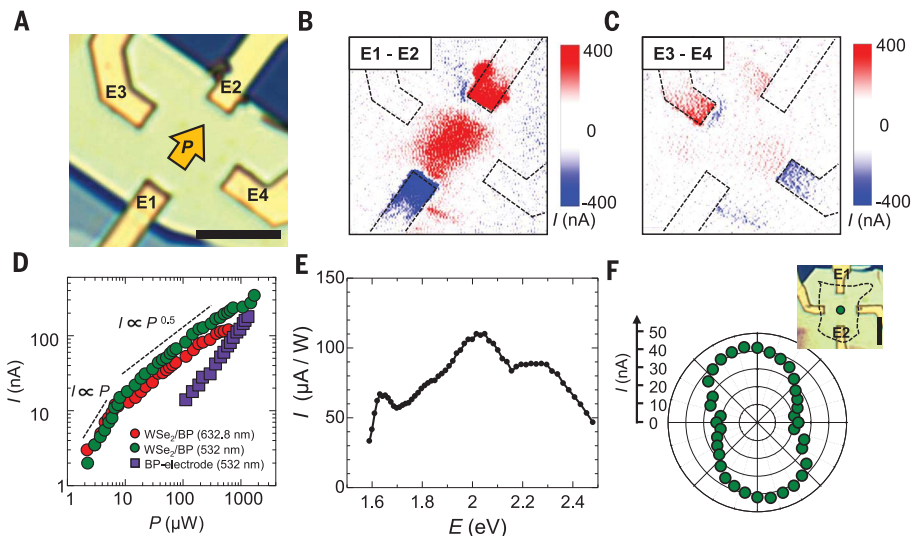 A
E3
E2
P
E1
E4
B
E1 - E2
400
0
-400
I (nA)
C
E3 - E4
400
0
-400
I (nA)
D
I (nA)
100
10
1
I ∝ P 0.5
I ∝ P
WSe2/BP (632.8 nm)
WSe2/BP (532 nm)
BP-electrode (532 nm)
1 10 100 1000
P (µW)
E
I (µA / W)
150
100
50
0
1.6 1.8 2.0 2.2 2.4
E (eV)
F
E1
E2
I (nA)
50
40
30
20
10
0